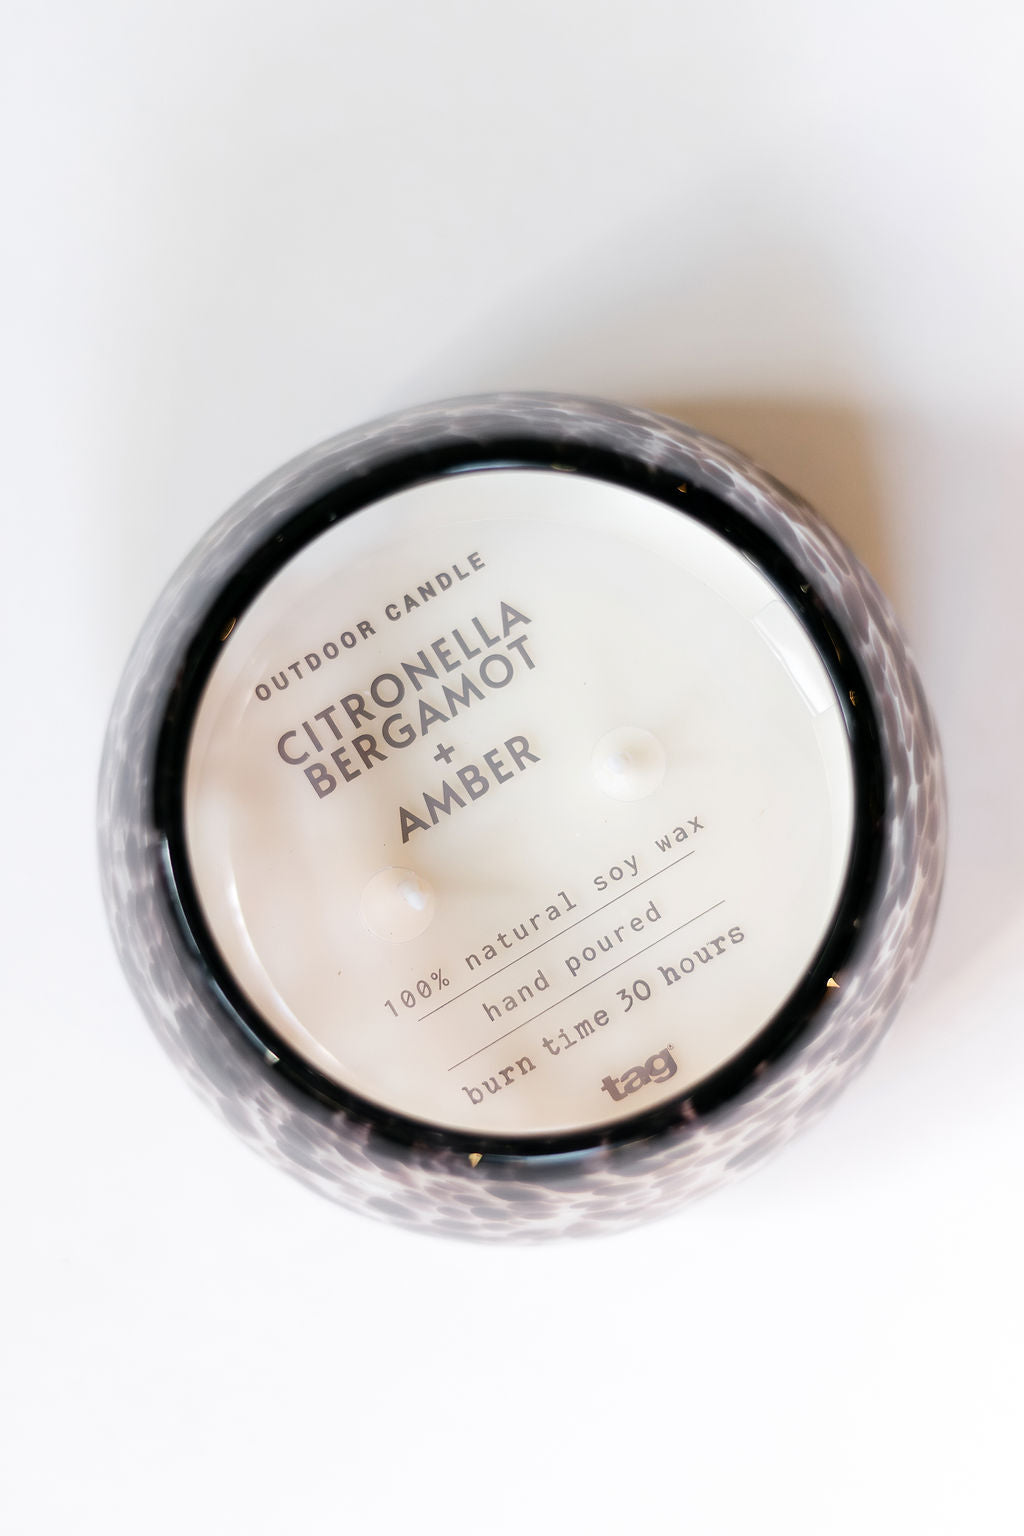 OUTDOOR CANDLE
CITRONELLA
BERGAMOT
+
AMBER
100% natural soy wax
hand poured
burn time 30 hours
tag®